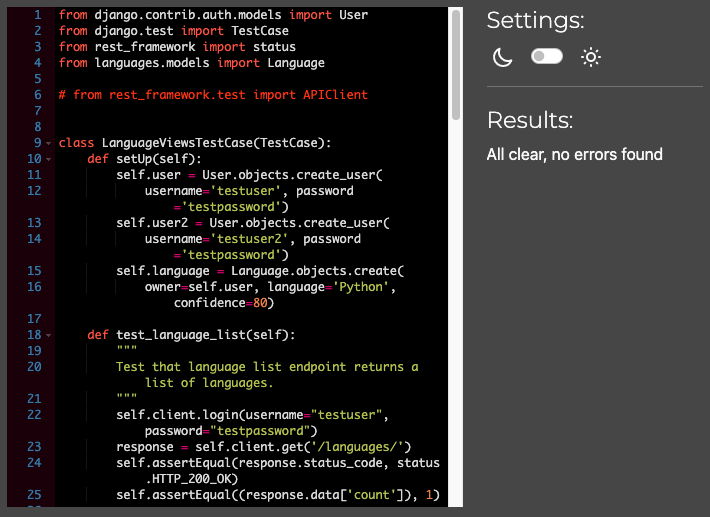 1 from django.contrib.auth.models import User
2 from django.test import TestCase
3 from rest_framework import status
4 from languages.models import Language
5
6 # from rest_framework.test import APIClient
7
8
9 class LanguageViewsTestCase(TestCase):
10 def setUp(self):
11 self.user = User.objects.create_user(
12 username='testuser', password
='testpassword')
13 self.user2 = User.objects.create_user(
14 username='testuser2', password
='testpassword')
15 self.language = Language.objects.create(
16 owner=self.user, language='Python',
confidence=80)
17
18 def test_language_list(self):
19 """
20 Test that language list endpoint returns a
list of languages.
21 """
22 self.client.login(username="testuser",
password="testpassword")
23 response = self.client.get('/languages/')
24 self.assertEqual(response.status_code, status
.HTTP_200_OK)
25 self.assertEqual((response.data['count']), 1)
Settings:
Results:
All clear, no errors found